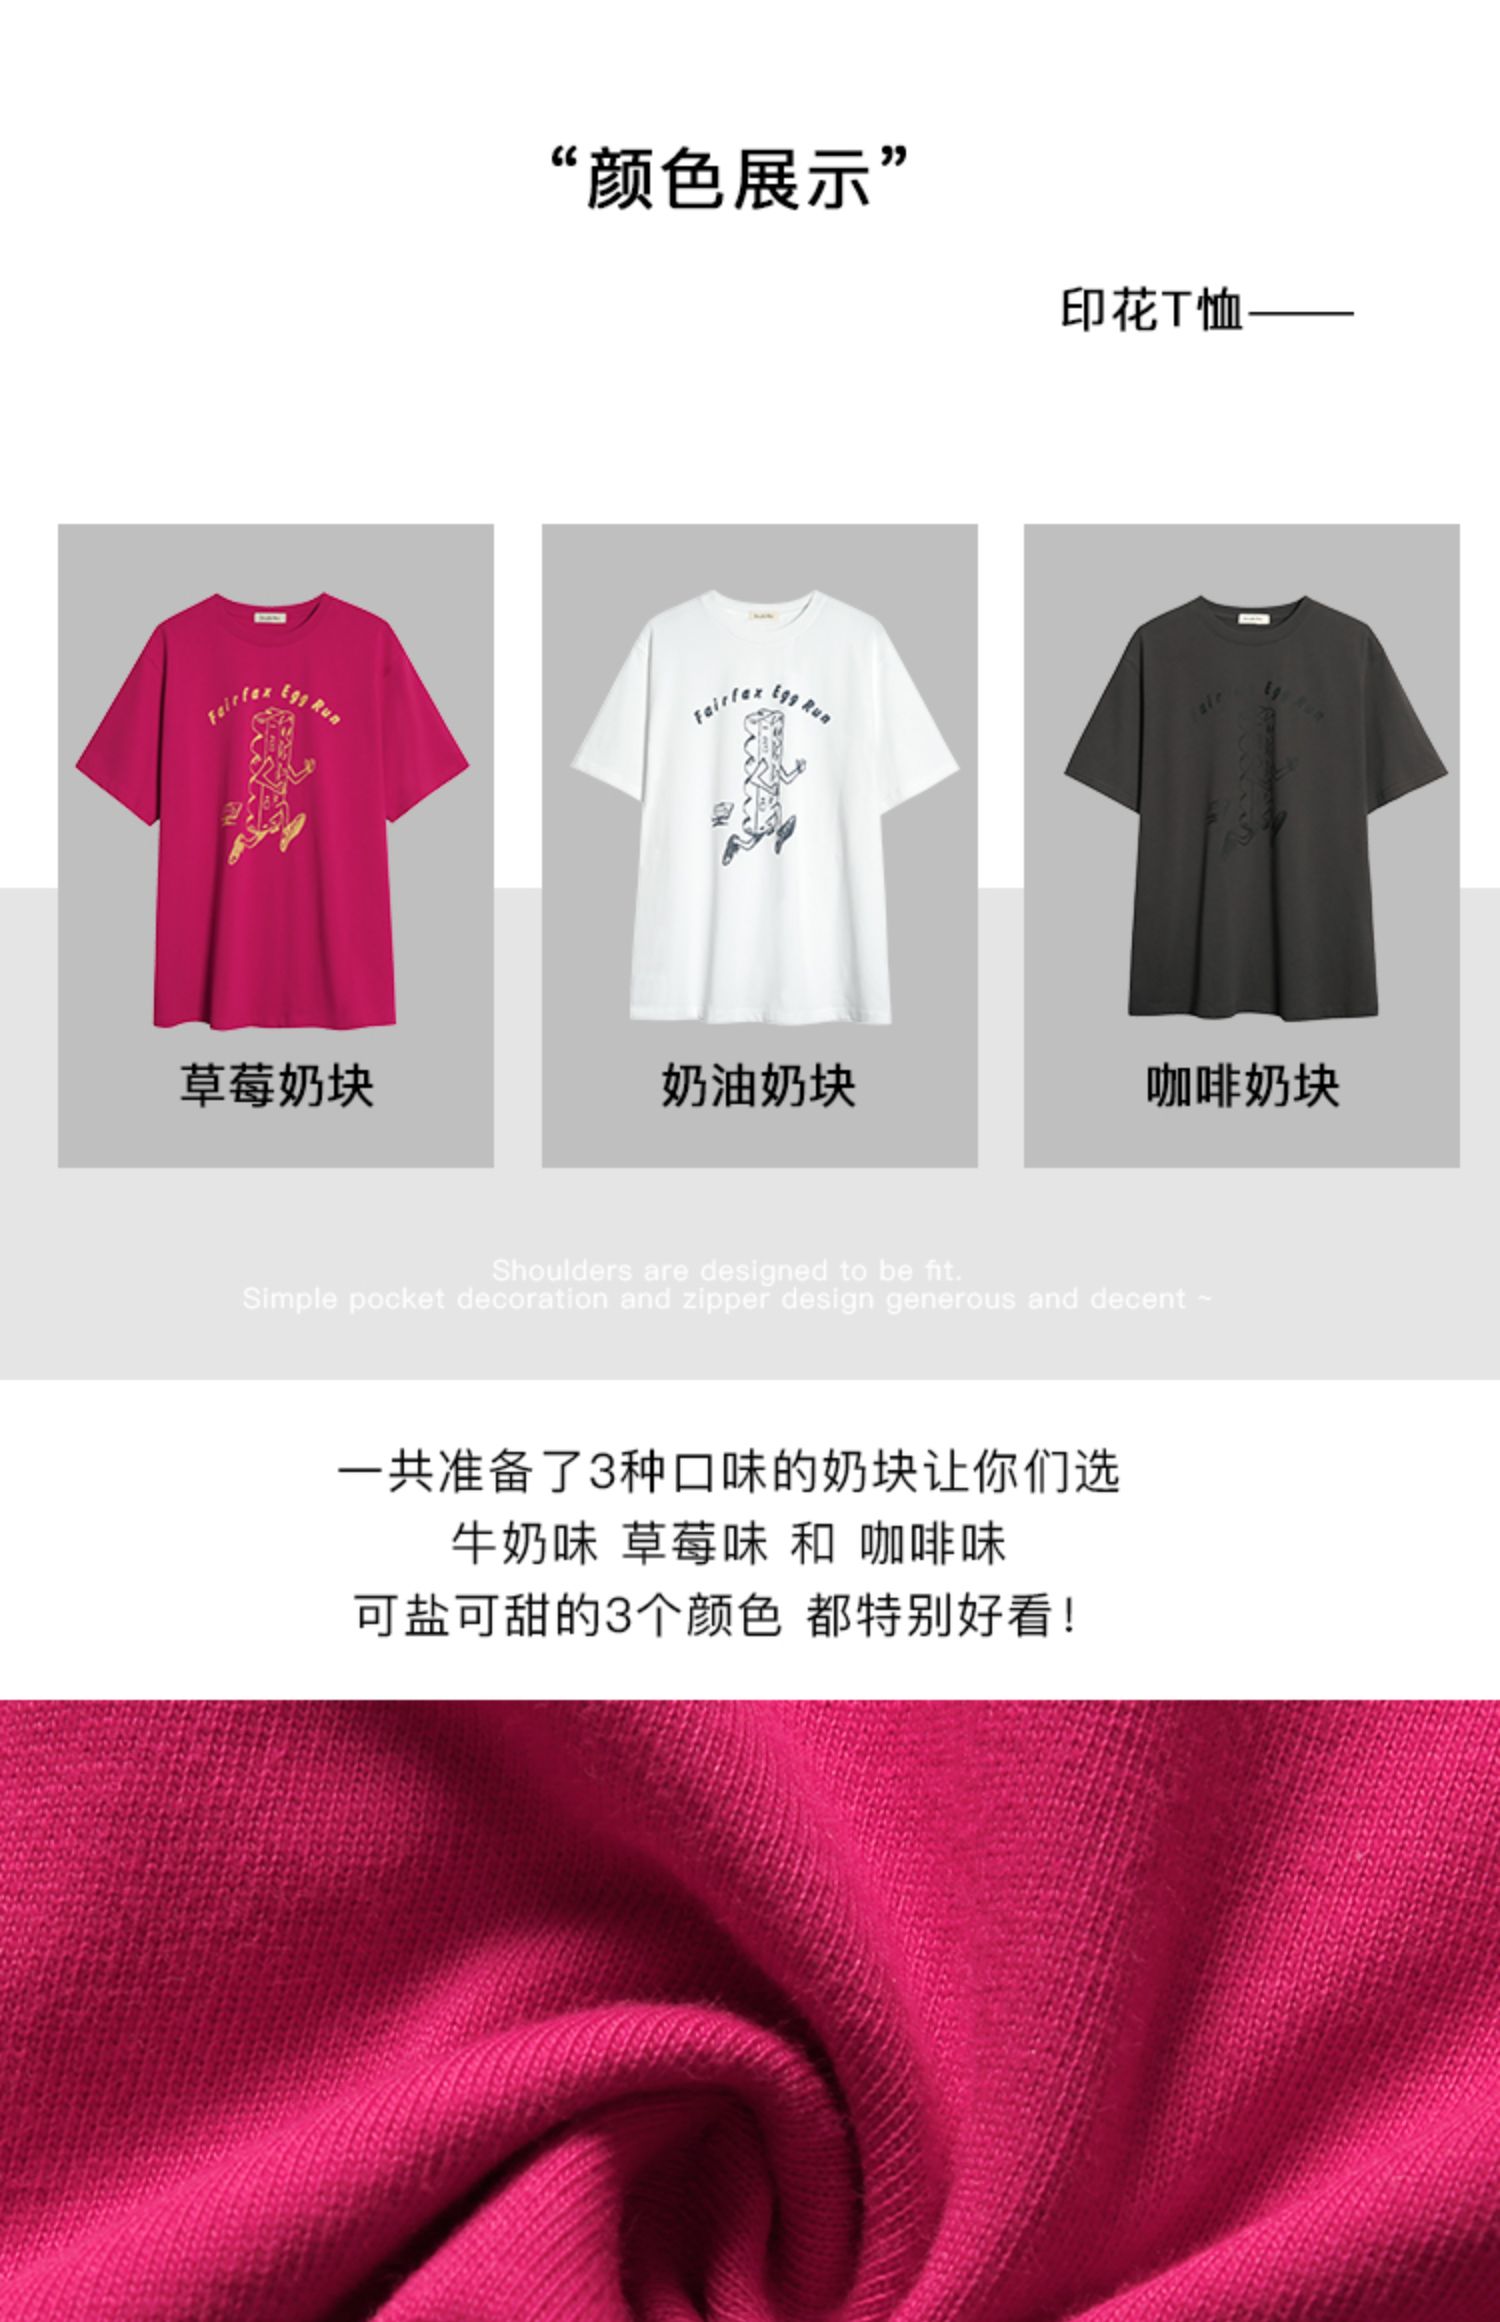 “颜色展示”
印花T恤——
Fairfax Egg Run
Fairfax Egg Run
Fair Egg Run
草莓奶块
奶油奶块
咖啡奶块
Shoulders are designed to be fit.
Simple pocket decoration and zipper design generous and decent ~
一共准备了3种口味的奶块让你们选
牛奶味 草莓味 和 咖啡味
可盐可甜的3个颜色 都特别好看！